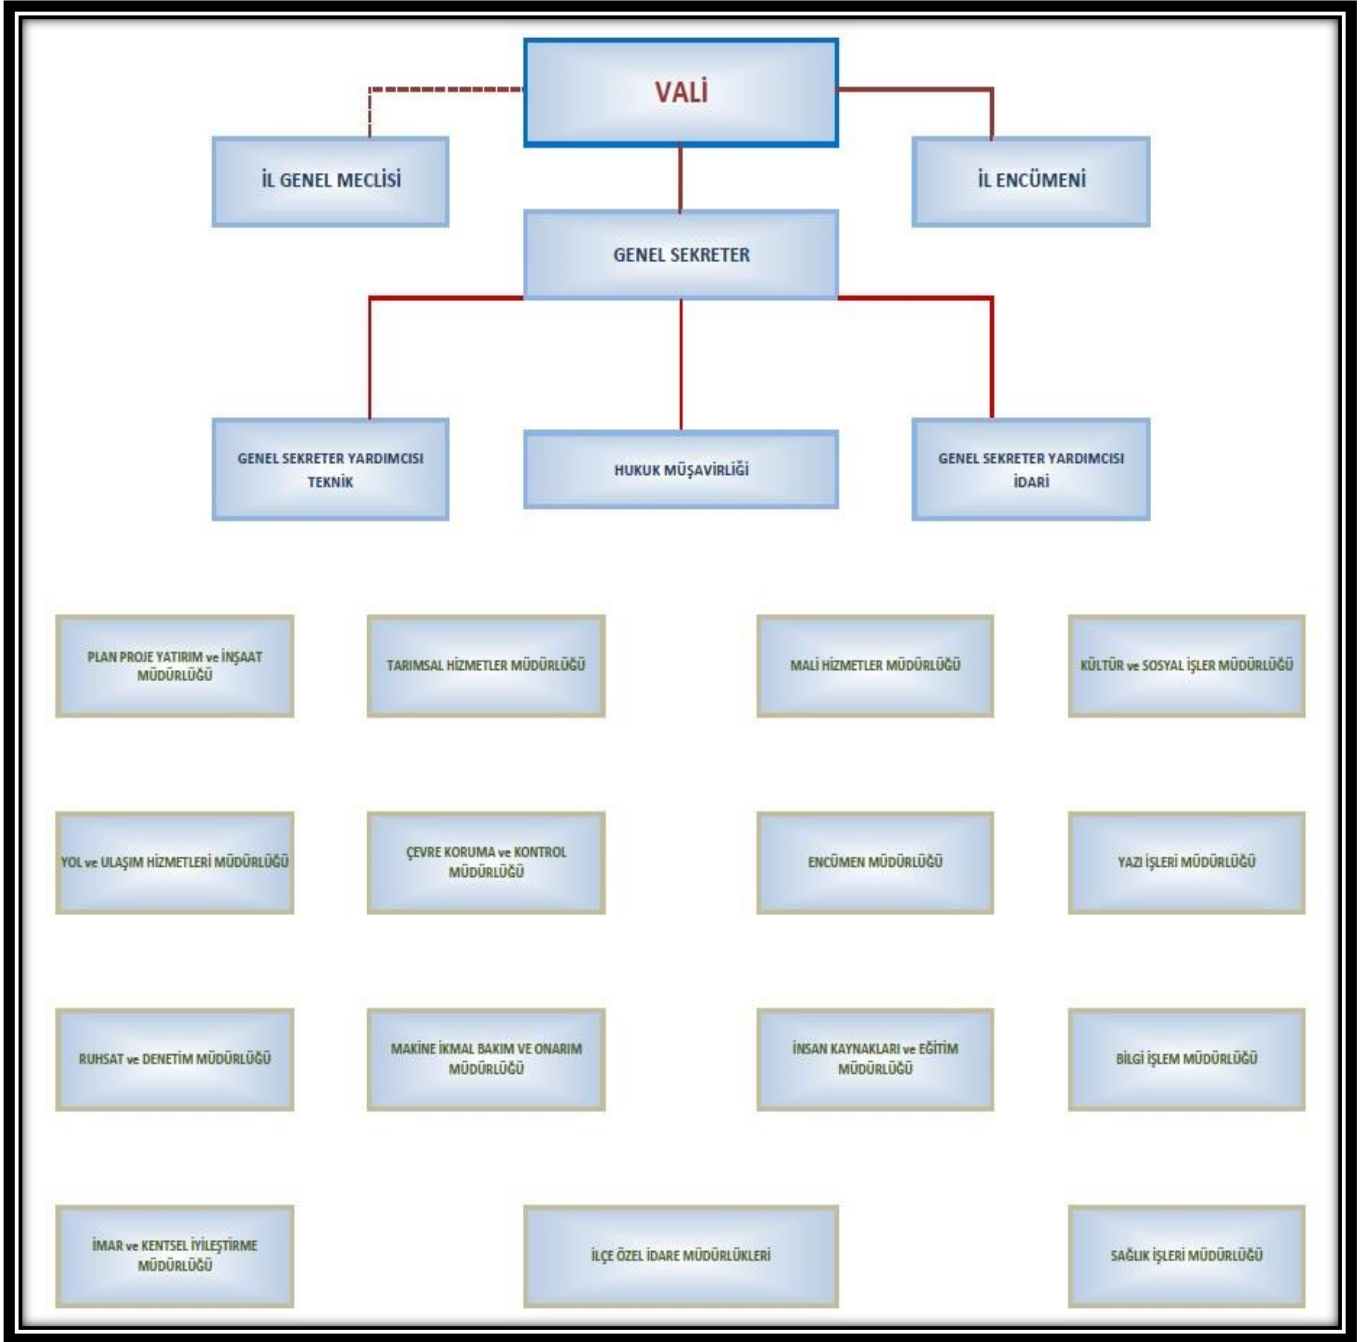 VALİ
İL GENEL MECLİSİ
İL ENCÜMENİ
GENEL SEKRETER
GENEL SEKRETER YARDIMCISI
TEKNİK
HUKUK MÜŞAVİRLİĞİ
GENEL SEKRETER YARDIMCISI
İDARİ
PLAN PROJE YATIRIM ve İNŞAAT
MÜDÜRLÜĞÜ
TARIMSAL HİZMETLER MÜDÜRLÜĞÜ
MALİ HİZMETLER MÜDÜRLÜĞÜ
KÜLTÜR ve SOSYAL İŞLER MÜDÜRLÜĞÜ
YOL ve ULAŞIM HİZMETLERİ MÜDÜRLÜĞÜ
ÇEVRE KORUMA ve KONTROL
MÜDÜRLÜĞÜ
ENCÜMEN MÜDÜRLÜĞÜ
YAZI İŞLERİ MÜDÜRLÜĞÜ
RUHSAT ve DENETİM MÜDÜRLÜĞÜ
MAKİNE İKMAL BAKIM VE ONARIM
MÜDÜRLÜĞÜ
İNSAN KAYNAKLARI ve EĞİTİM
MÜDÜRLÜĞÜ
BİLGİ İŞLEM MÜDÜRLÜĞÜ
İMAR ve KENTSEL İYİLEŞTİRME
MÜDÜRLÜĞÜ
İLÇE ÖZEL İDARE MÜDÜRLÜKLERİ
SAĞLIK İŞLERİ MÜDÜRLÜĞÜ